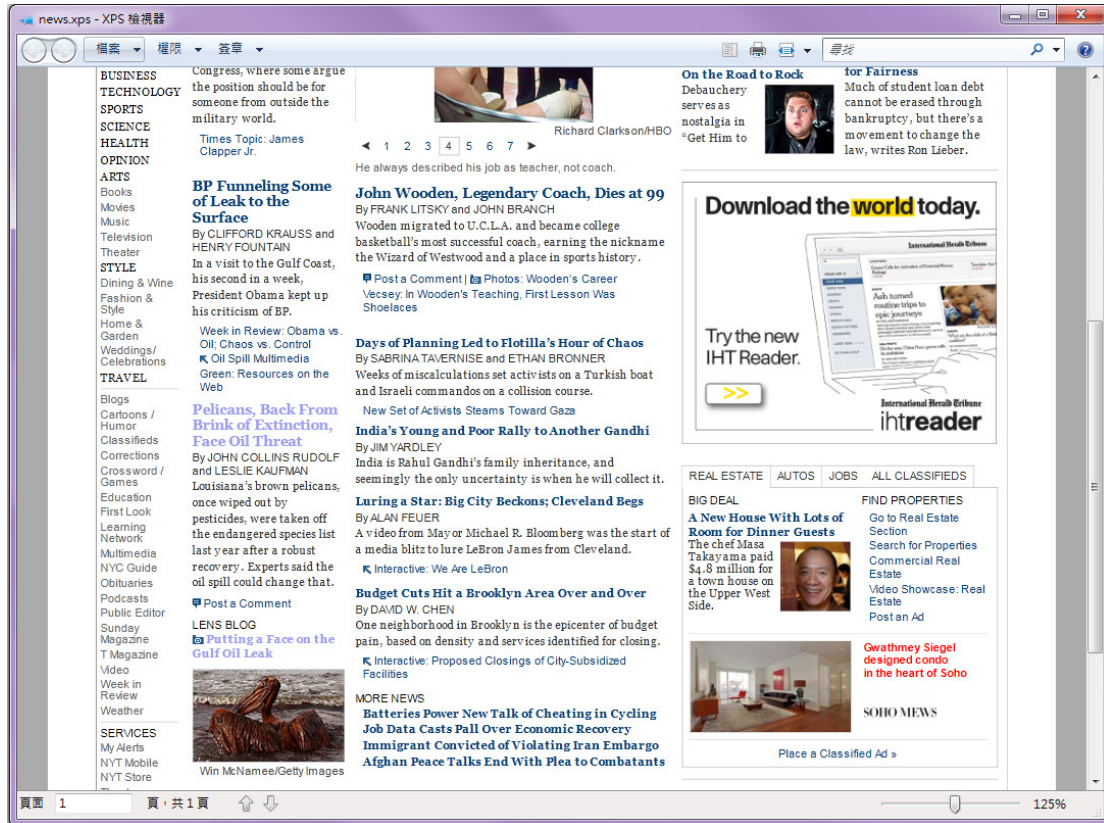 news.xps - XPS 檢視器
檔案
權限
簽章
尋找
BUSINESS
TECHNOLOGY
SPORTS
SCIENCE
HEALTH
OPINION
ARTS
Books
Movies
Music
Television
Theater
STYLE
Dining & Wine
Fashion &
Style
Home &
Garden
Weddings/
Celebrations
TRAVEL
Blogs
Cartoons /
Humor
Classifieds
Corrections
Crossword /
Games
Education
First Look
Learning
Network
Multimedia
NYC Guide
Obituaries
Podcasts
Public Editor
Sunday
Magazine
T Magazine
Video
Week in
Review
Weather
SERVICES
My Alerts
NYT Mobile
NYT Store
Congress, where some argue
the position should be for
someone from outside the
military world.
Times Topic: James
Clapper Jr.
BP Funneling Some
of Leak to the
Surface
By CLIFFORD KRAUSS and
HENRY FOUNTAIN
In a visit to the Gulf Coast,
his second in a week,
President Obama kept up
his criticism of BP.
Week in Review: Obama vs.
Oil; Chaos vs. Control
Oil Spill Multimedia
Green: Resources on the
Web
Pelicans, Back From
Brink of Extinction,
Face Oil Threat
By JOHN COLLINS RUDOLF
and LESLIE KAUFMAN
Louisiana's brown pelicans,
once wiped out by
pesticides, were taken off
the endangered species list
last year after a robust
recovery. Experts said the
oil spill could change that.
Post a Comment
LENS BLOG
Putting a Face on the
Gulf Oil Leak
Win McNamee/Getty Images
Richard Clarkson/HBO
◄ 1 2 3 4 5 6 7 ►
He always described his job as teacher, not coach.
John Wooden, Legendary Coach, Dies at 99
By FRANK LITSKY and JOHN BRANCH
Wooden migrated to U.C.L.A. and became college
basketball's most successful coach, earning the nickname
the Wizard of Westwood and a place in sports history.
Post a Comment | Photos: Wooden's Career
Vecsey: In Wooden's Teaching, First Lesson Was
Shoelaces
Days of Planning Led to Flotilla's Hour of Chaos
By SABRINA TAVERNISE and ETHAN BRONNER
Weeks of miscalculations set activists on a Turkish boat
and Israeli commandos on a collision course.
New Set of Activists Steams Toward Gaza
India's Young and Poor Rally to Another Gandhi
By JIM YARDLEY
India is Rahul Gandhi's family inheritance, and
seemingly the only uncertainty is when he will collect it.
Luring a Star: Big City Beckons; Cleveland Begs
By ALAN FEUER
A video from Mayor Michael R. Bloomberg was the start of
a media blitz to lure LeBron James from Cleveland.
Interactive: We Are LeBron
Budget Cuts Hit a Brooklyn Area Over and Over
By DAVID W. CHEN
One neighborhood in Brooklyn is the epicenter of budget
pain, based on density and services identified for closing.
Interactive: Proposed Closings of City-Subsidized
Facilities
MORE NEWS
Batteries Power New Talk of Cheating in Cycling
Job Data Casts Pall Over Economic Recovery
Immigrant Convicted of Violating Iran Embargo
Afghan Peace Talks End With Plea to Combatants
On the Road to Rock
Debauchery
serves as
nostalgia in
“Get Him to
for Fairness
Much of student loan debt
cannot be erased through
bankruptcy, but there's a
movement to change the
law, writes Ron Lieber.
Download the world today.
International Herald Tribune
Ash turned
routine trips to
epic journeys
Try the new
IHT Reader.
>>
International Herald Tribune
ihtreader
REAL ESTATE AUTOS JOBS ALL CLASSIFIEDS
BIG DEAL
A New House With Lots of
Room for Dinner Guests
The chef Masa
Takayama paid
$4.8 million for
a town house on
the Upper West
Side.
FIND PROPERTIES
Go to Real Estate
Section
Search for Properties
Commercial Real
Estate
Video Showcase: Real
Estate
Post an Ad
Gwathmey Siegel
designed condo
in the heart of Soho
SOHO MEWS
Place a Classified Ad »
頁面 1 頁，共 1 頁
125%